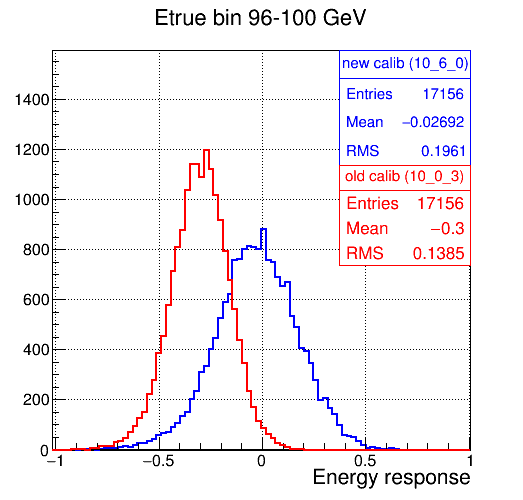 Etrue bin 96-100 GeV
new calib (10_6_0)
Entries 17156
Mean −0.02692
RMS 0.1961
old calib (10_0_3)
Entries 17156
Mean −0.3
RMS 0.1385
1400
1200
1000
800
600
400
200
0
−1 −0.5 0 0.5 1
Energy response